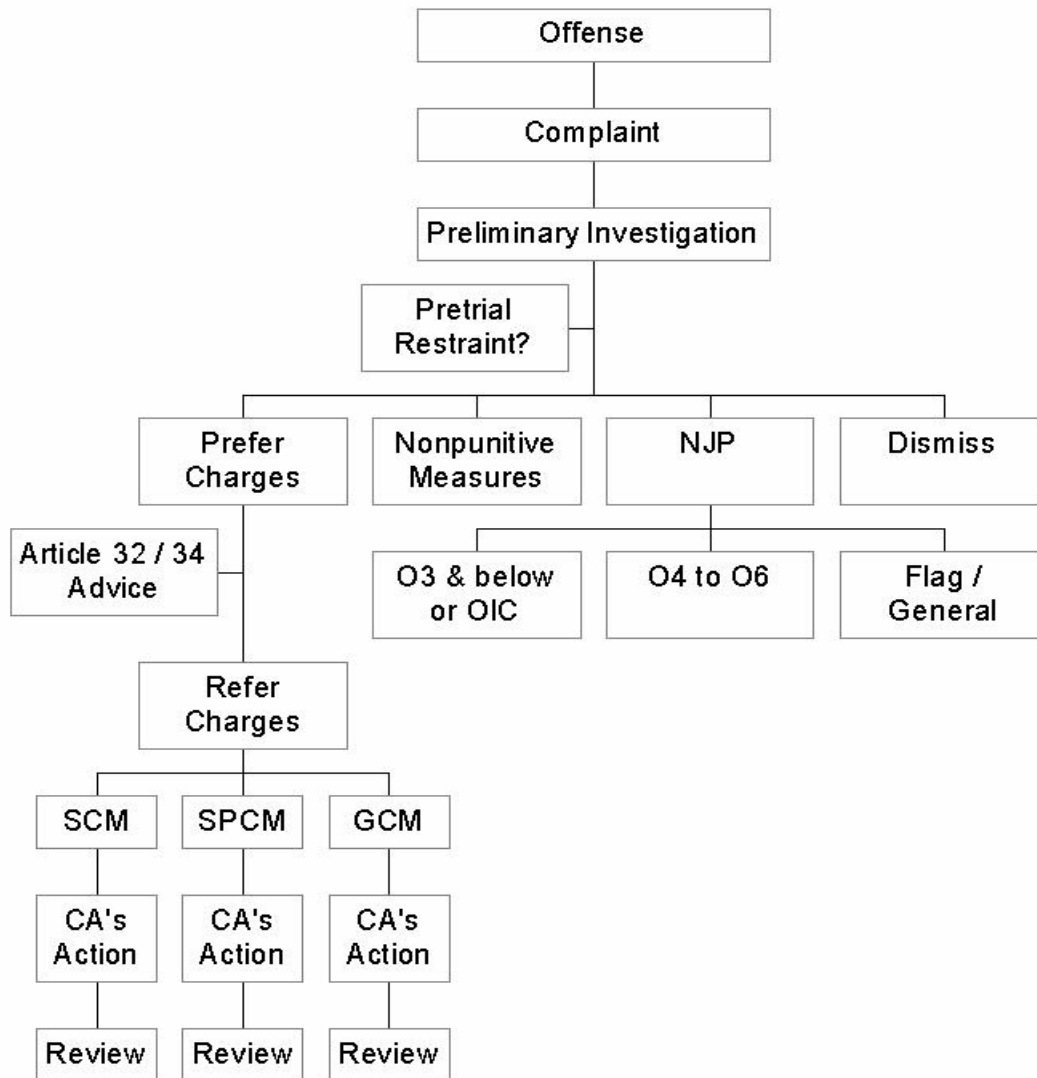 Offense
Complaint
Preliminary Investigation
Pretrial
Restraint?
Prefer
Charges
Nonpunitive
Measures
NJP
Dismiss
Article 32 / 34
Advice
O3 & below
or OIC
O4 to O6
Flag /
General
Refer
Charges
SCM
SPCM
GCM
CA's
Action
CA's
Action
CA's
Action
Review
Review
Review